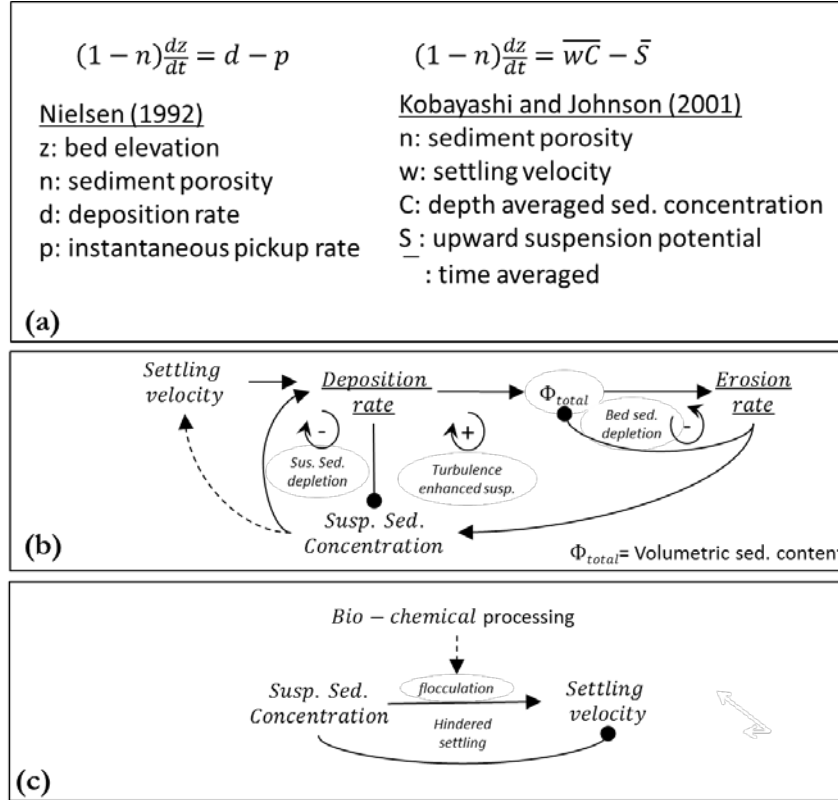 (1 − n) dz/dt = d − p
Nielsen (1992)
z: bed elevation
n: sediment porosity
d: deposition rate
p: instantaneous pickup rate
(1 − n) dz/dt = \overline{wC} − \bar{S}
Kobayashi and Johnson (2001)
n: sediment porosity
w: settling velocity
C: depth averaged sed. concentration
S : upward suspension potential
¯ : time averaged
(a)
Settling
velocity
Deposition
rate
Φtotal
Erosion
rate
Bed sed.
depletion
-
-
+
Sus. Sed.
depletion
Turbulence
enhanced susp.
Susp. Sed.
Concentration
(b)
Φtotal= Volumetric sed. content
Bio − chemical processing
flocculation
Susp. Sed.
Concentration
Settling
velocity
Hindered
settling
(c)